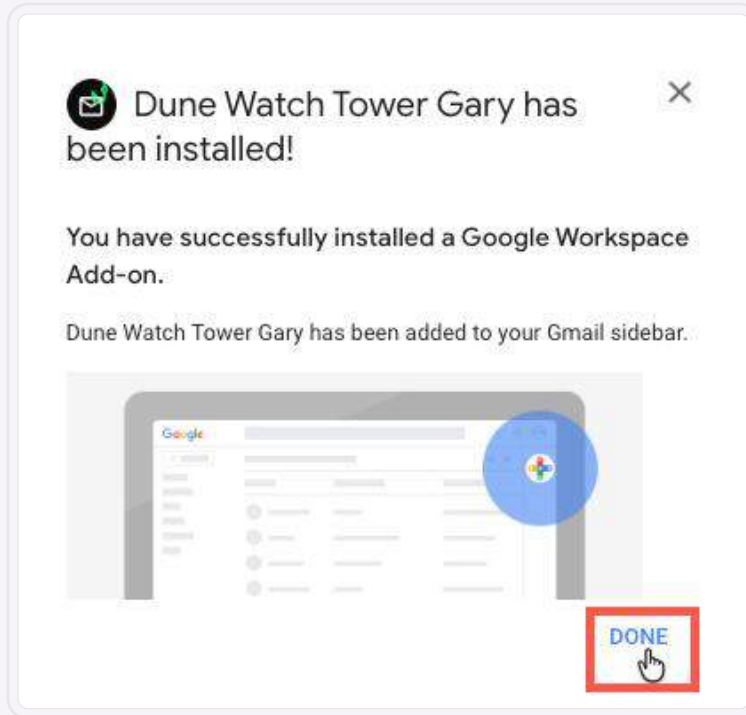 Dune Watch Tower Gary has
been installed!
You have successfully installed a Google Workspace
Add-on.
Dune Watch Tower Gary has been added to your Gmail sidebar.
Google
DONE